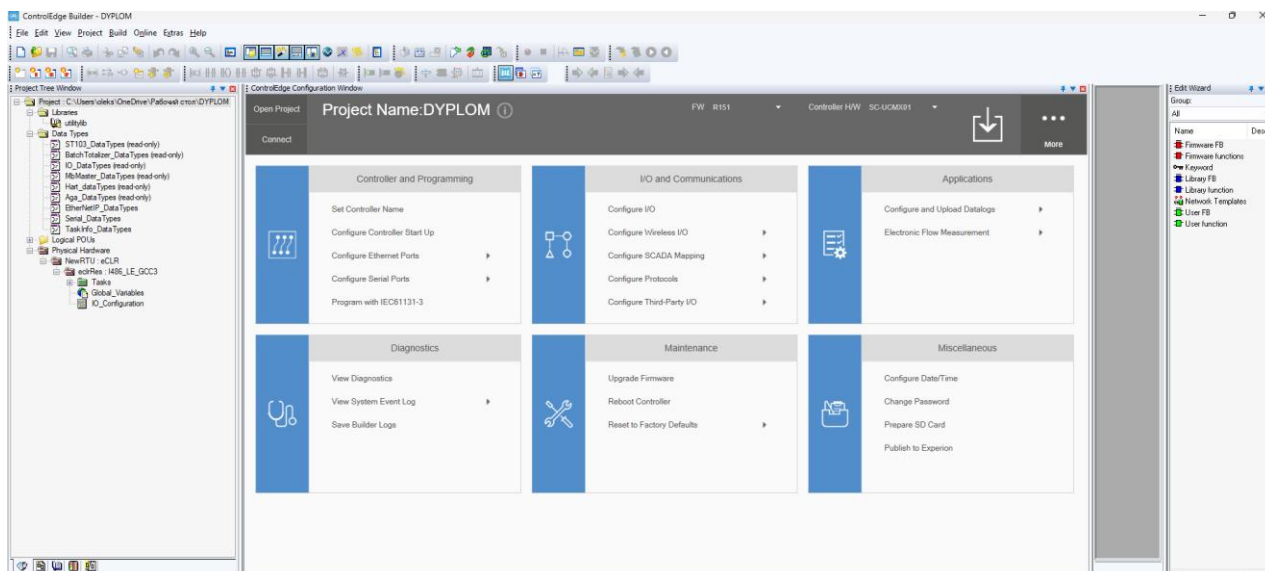 ControlEdge Builder - DYPLOM
File Edit View Project Build Online Extras Help
Project Tree Window
Project : C:\Users\oleks\OneDrive\Рабочий стол\DYPLOM
Libraries
utilitylib
Data Types
ST103_DataTypes (read-only)
BatchTotalizer_DataTypes (read-only)
IO_DataTypes (read-only)
MbMaster_DataTypes (read-only)
Hart_dataTypes (read-only)
Aga_DataTypes (read-only)
EtherNetIP_DataTypes
Serial_DataTypes
TaskInfo_DataTypes
Logical POUs
Physical Hardware
NewRTU : eCLR
eclrRes : I486_LE_GCC3
Tasks
Global_Variables
IO_Configuration
ControlEdge Configuration Window
Open Project
Connect
Project Name:DYPLOM
FW R151
Controller H/W SC-UCMX01
More
Controller and Programming
Set Controller Name
Configure Controller Start Up
Configure Ethernet Ports
Configure Serial Ports
Program with IEC61131-3
I/O and Communications
Configure I/O
Configure Wireless I/O
Configure SCADA Mapping
Configure Protocols
Configure Third-Party I/O
Applications
Configure and Upload Datalogs
Electronic Flow Measurement
Diagnostics
View Diagnostics
View System Event Log
Save Builder Logs
Maintenance
Upgrade Firmware
Reboot Controller
Reset to Factory Defaults
Miscellaneous
Configure Date/Time
Change Password
Prepare SD Card
Publish to Experion
Edit Wizard
Group:
All
Name Des
Firmware FB
Firmware functions
Keyword
Library FB
Library function
Network Templates
User FB
User function